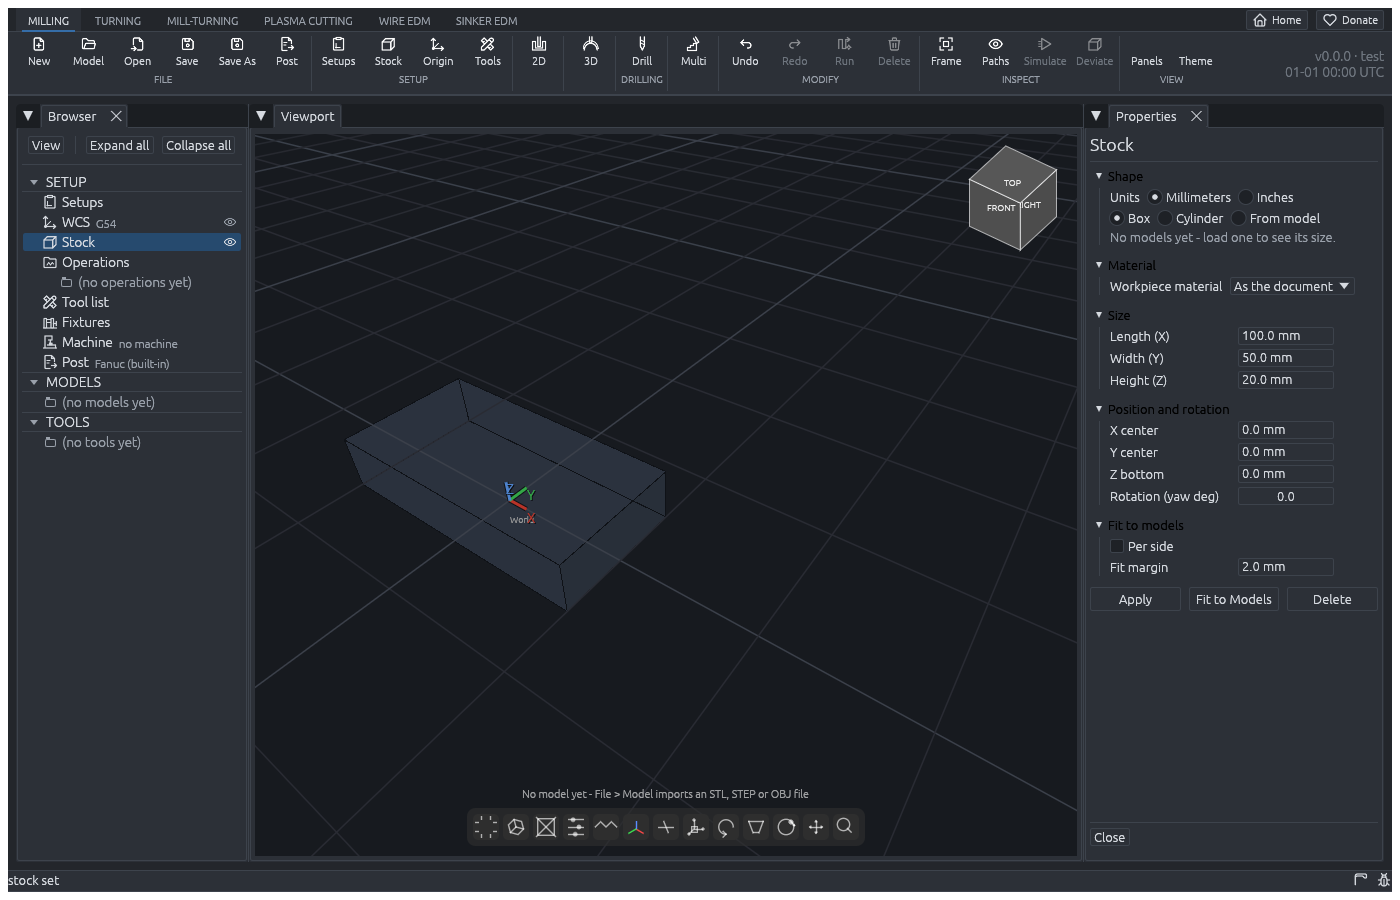 MILLING TURNING MILL-TURNING PLASMA CUTTING WIRE EDM SINKER EDM Home Donate
New Model Open Save Save As Post Setups Stock Origin Tools 2D 3D Drill Multi Undo Redo Run Delete Frame Paths Simulate Deviate Panels Theme
FILE SETUP DRILLING MODIFY INSPECT VIEW
v0.0.0 · test
01-01 00:00 UTC
Browser
View Expand all Collapse all
SETUP
Setups
WCS G54
Stock
Operations
(no operations yet)
Tool list
Fixtures
Machine no machine
Post Fanuc (built-in)
MODELS
(no models yet)
TOOLS
(no tools yet)
Viewport
TOP
FRONT IGHT
Z Y
X
No model yet - File > Model imports an STL, STEP or OBJ file
Properties
Stock
Shape
Units Millimeters Inches
Box Cylinder From model
No models yet - load one to see its size.
Material
Workpiece material As the document
Size
Length (X) 100.0 mm
Width (Y) 50.0 mm
Height (Z) 20.0 mm
Position and rotation
X center 0.0 mm
Y center 0.0 mm
Z bottom 0.0 mm
Rotation (yaw deg) 0.0
Fit to models
Per side
Fit margin 2.0 mm
Apply Fit to Models Delete
Close
stock set